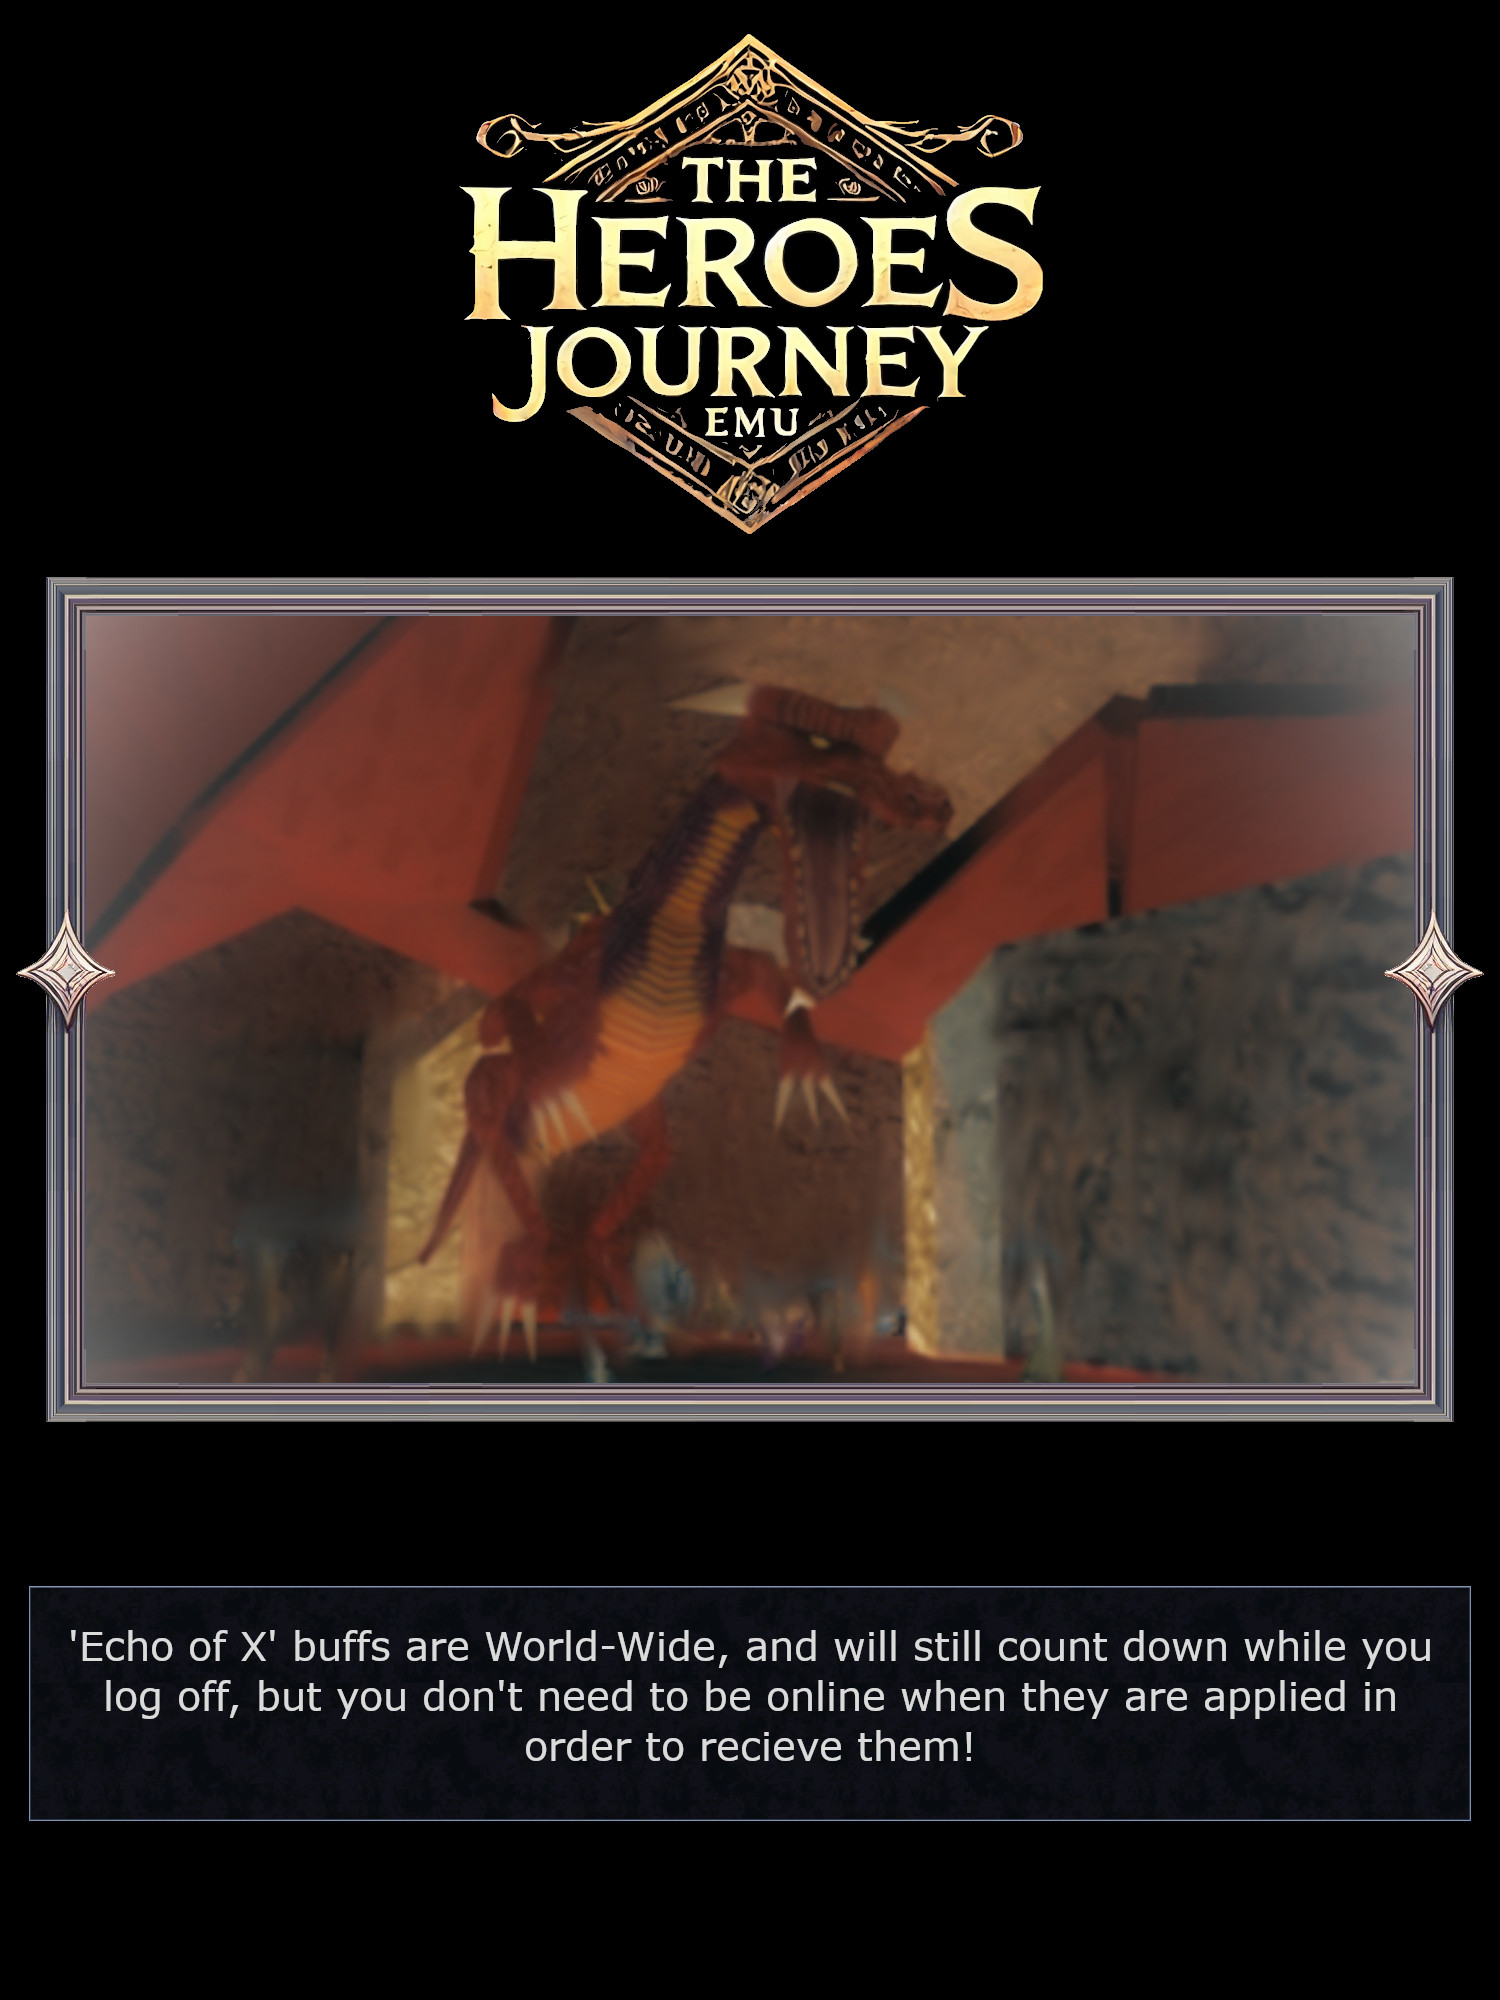 THE
HEROES
JOURNEY
EMU
'Echo of X' buffs are World-Wide, and will still count down while you
log off, but you don't need to be online when they are applied in
order to recieve them!